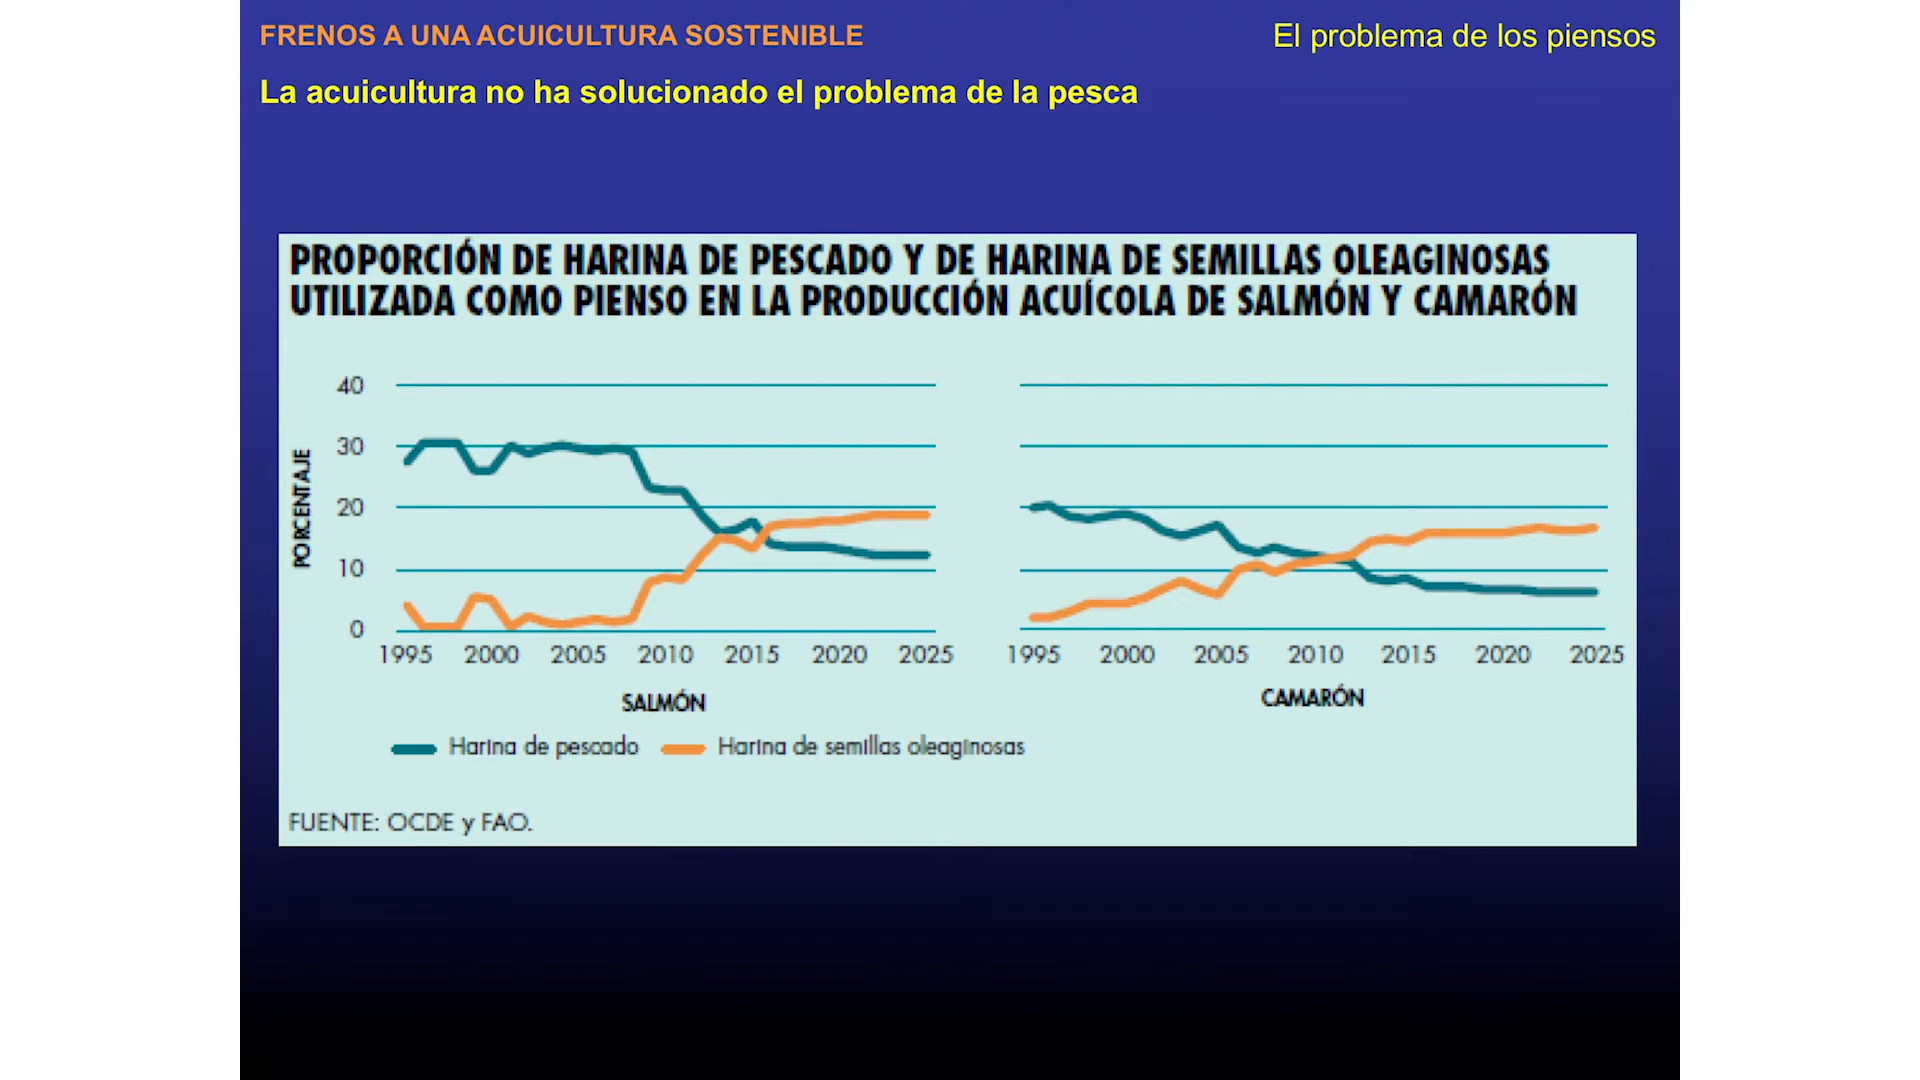 FRENOS A UNA ACUICULTURA SOSTENIBLE
El problema de los piensos
La acuicultura no ha solucionado el problema de la pesca
PROPORCIÓN DE HARINA DE PESCADO Y DE HARINA DE SEMILLAS OLEAGINOSAS
UTILIZADA COMO PIENSO EN LA PRODUCCIÓN ACUÍCOLA DE SALMÓN Y CAMARÓN
PORCENTAJE
40
30
20
10
0
1995 2000 2005 2010 2015 2020 2025
SALMÓN
1995 2000 2005 2010 2015 2020 2025
CAMARÓN
Harina de pescado
Harina de semillas oleaginosas
FUENTE: OCDE y FAO.